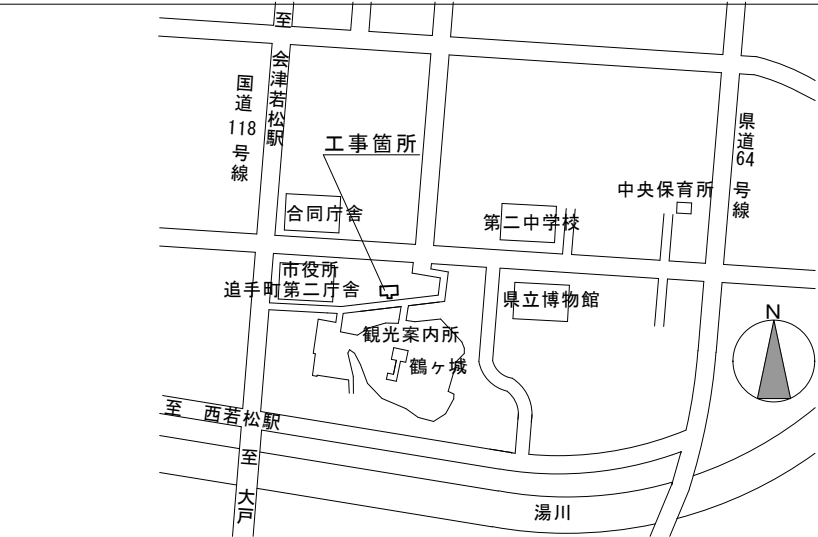 至 会津若松駅
国道118号線
工事箇所
県道64号線
中央保育所
合同庁舎
第二中学校
市役所
追手町第二庁舎
県立博物館
N
観光案内所
鶴ヶ城
至 西若松駅
至 大戸
湯川